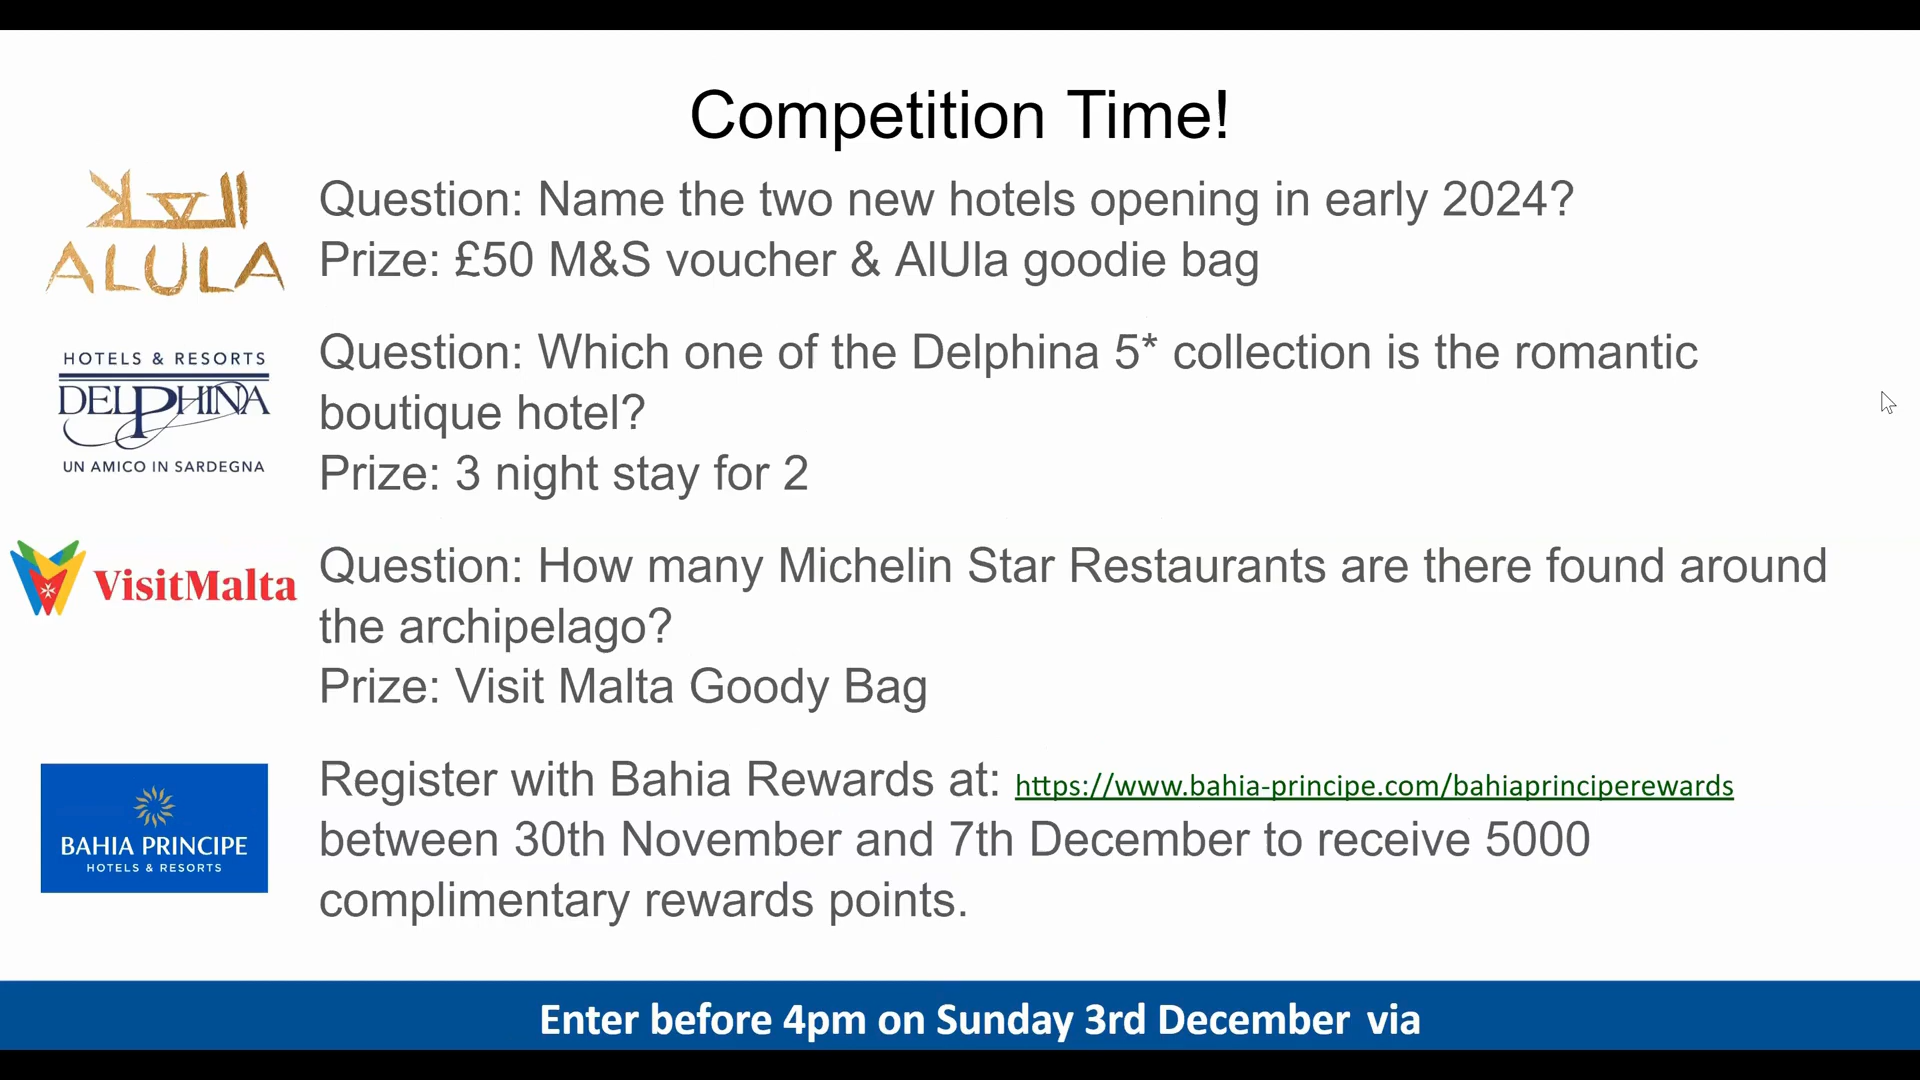 Competition Time!
العلا
ALULA
Question: Name the two new hotels opening in early 2024?
Prize: £50 M&S voucher & AlUla goodie bag
HOTELS & RESORTS
DELPHINA
UN AMICO IN SARDEGNA
Question: Which one of the Delphina 5* collection is the romantic
boutique hotel?
Prize: 3 night stay for 2
VisitMalta
Question: How many Michelin Star Restaurants are there found around
the archipelago?
Prize: Visit Malta Goody Bag
BAHIA PRINCIPE
HOTELS & RESORTS
Register with Bahia Rewards at: https://www.bahia-principe.com/bahiaprinciperewards
between 30th November and 7th December to receive 5000
complimentary rewards points.
Enter before 4pm on Sunday 3rd December via